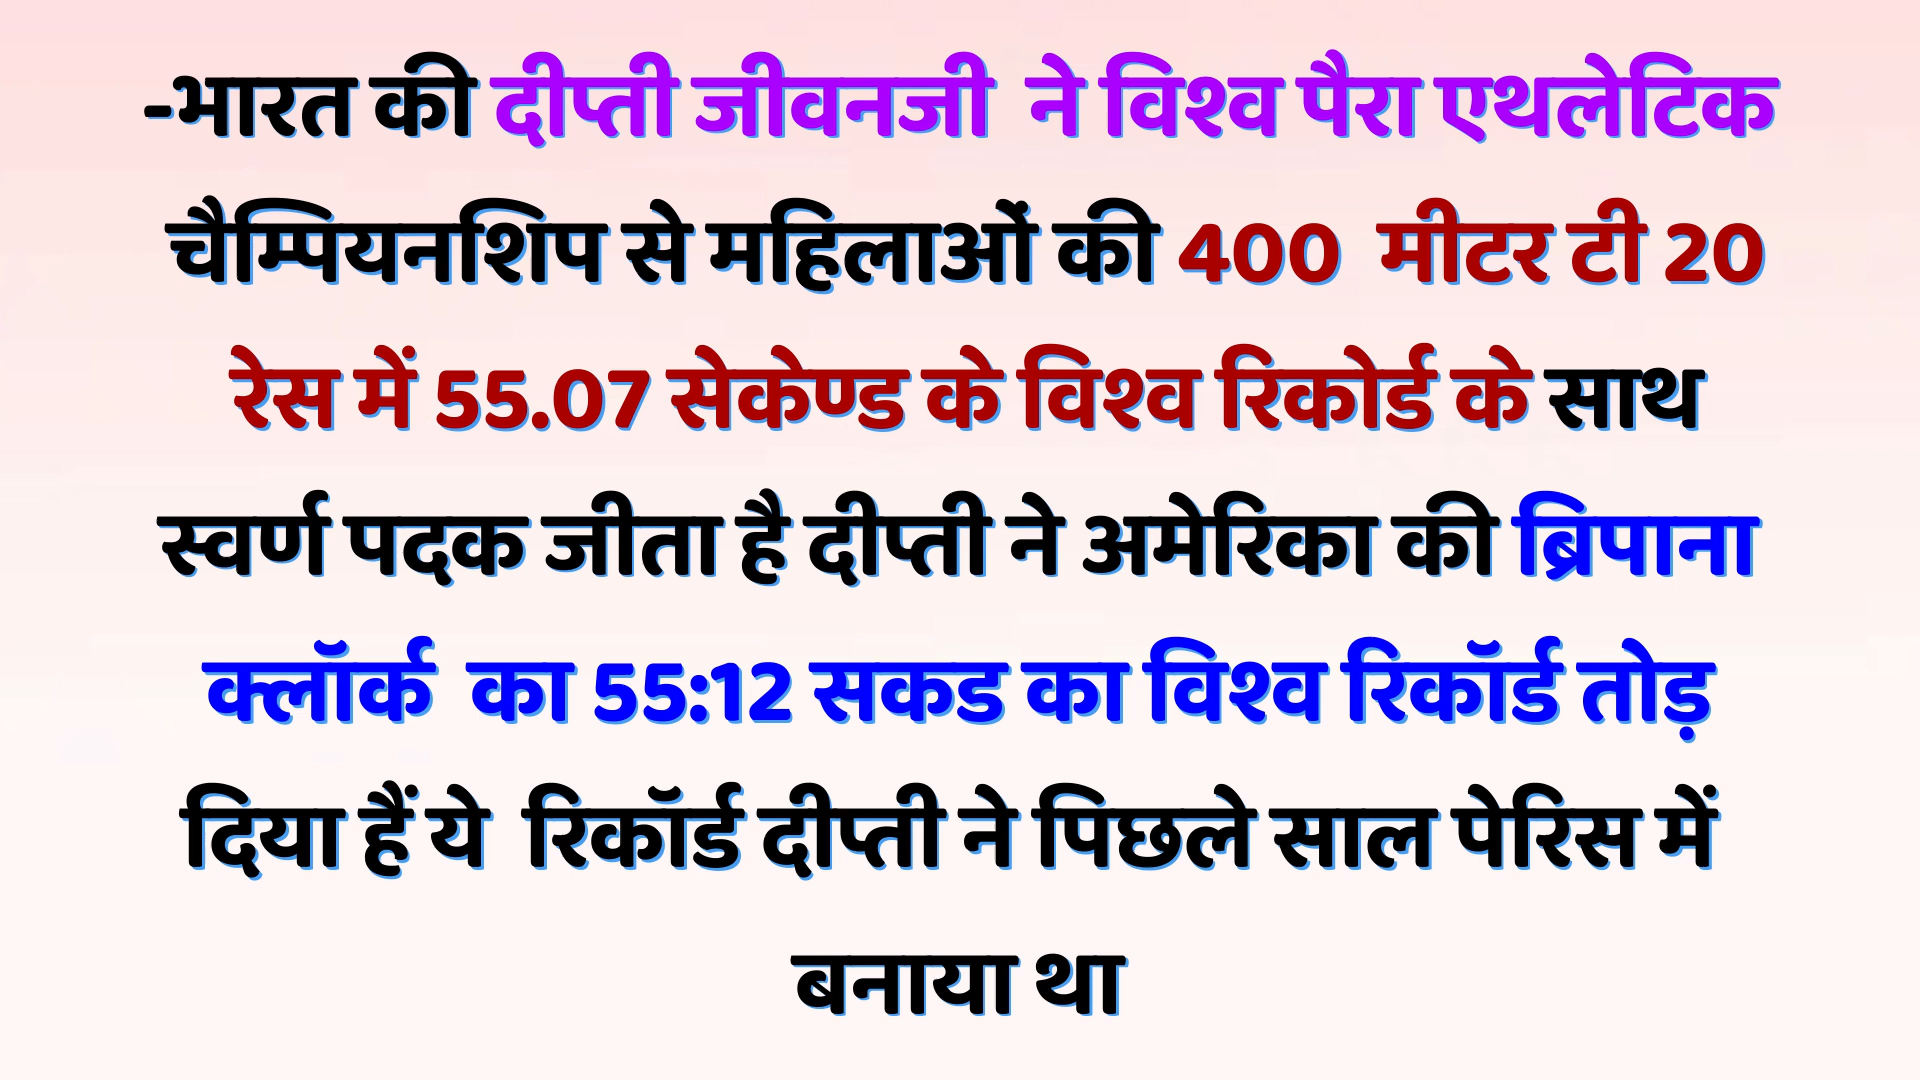 -भारत की दीप्ती जीवनजी ने विश्व पैरा एथलेटिक
चैम्पियनशिप से महिलाओं की 400 मीटर टी 20
रेस में 55.07 सेकेण्ड के विश्व रिकोर्ड के साथ
स्वर्ण पदक जीता है दीप्ती ने अमेरिका की ब्रिपाना
क्लॉर्क का 55:12 सकड का विश्व रिकॉर्ड तोड़
दिया हैं ये रिकॉर्ड दीप्ती ने पिछले साल पेरिस में
बनाया था